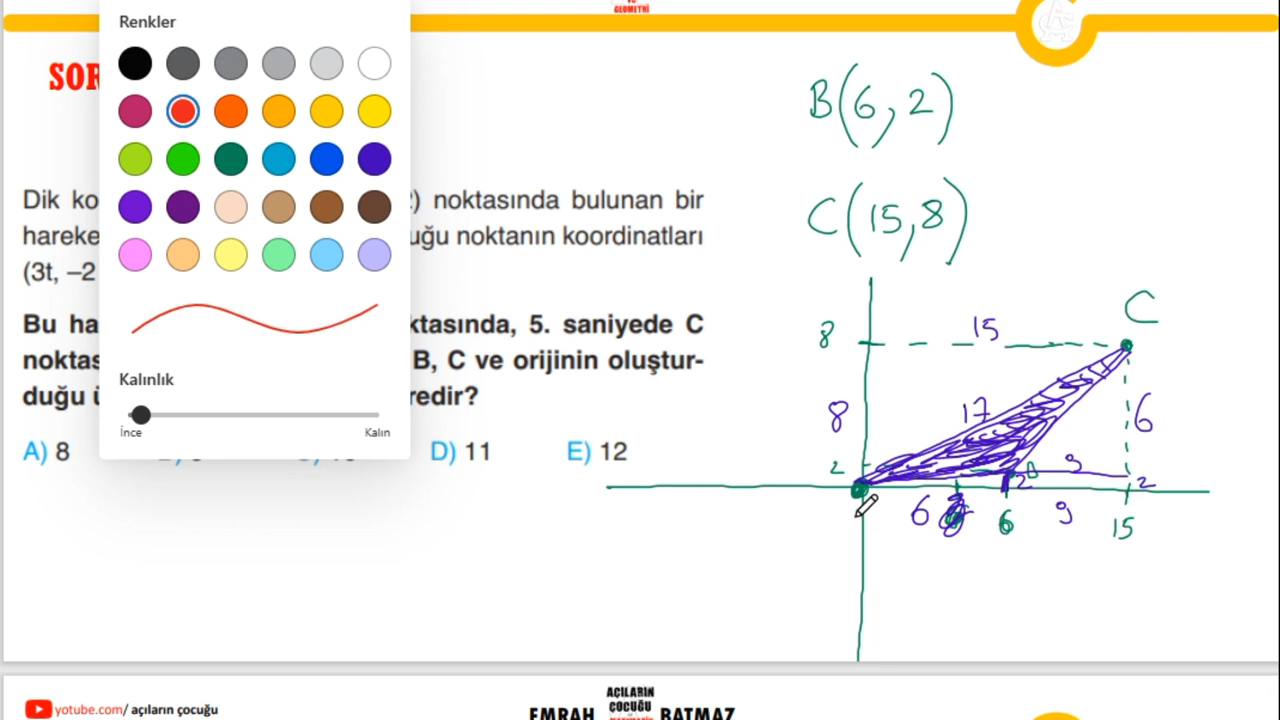 Renkler
VE
GEOMETRİ
SOR
B(6, 2)
Dik ko
2) noktasında bulunan bir
hareke
uğu noktanın koordinatları
(3t, –2
C(15,8)
Bu ha
ktasında, 5. saniyede C
noktas
B, C ve orijinin oluştur-
duğu ü
redir?
Kalınlık
İnce
Kalın
A) 8
D) 11
E) 12
C
8
15
8
17
6
2
B
9
2
2
6
6
9
15
yotube.com/ açıların çocuğu
AÇILARIN
ÇOCUĞU
EMRAH
BATMAZ